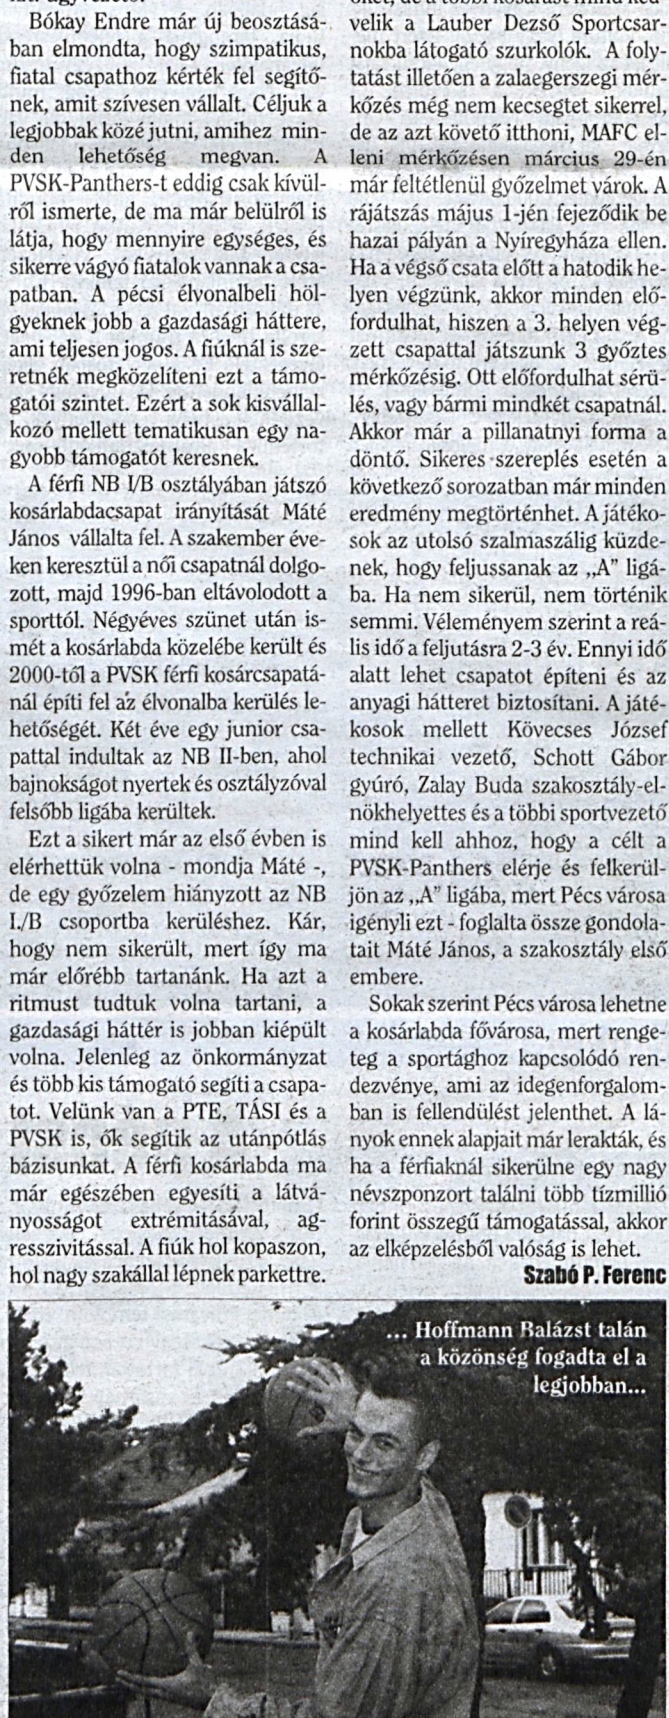 Bókay Endre már új beosztásá-
ban elmondta, hogy szimpatikus,
fiatal csapathoz kérték fel segítő-
nek, amit szívesen vállalt. Céljuk a
legjobbak közé jutni, amihez min-
den lehetőség megvan. A
PVSK-Panthers-t eddig csak kívül-
ről ismerte, de ma már belülről is
látja, hogy mennyire egységes, és
sikerre vágyó fiatalok vannak a csa-
patban. A pécsi élvonalbeli höl-
gyeknek jobb a gazdasági háttere,
ami teljesen jogos. A fiúknál is sze-
retnék megközelíteni ezt a támo-
gatói szintet. Ezért a sok kisvállal-
kozó mellett tematikusan egy na-
gyobb támogatót keresnek.
A férfi NB I/B osztályában játszó
kosárlabdacsapat irányítását Máté
János vállalta fel. A szakember éve-
ken keresztül a női csapatnál dolgo-
zott, majd 1996-ban eltávolodott a
sporttól. Négyéves szünet után is-
mét a kosárlabda közelébe került és
2000-től a PVSK férfi kosárcsapatá-
nál építi fel az élvonalba kerülés le-
hetőségét. Két éve egy junior csa-
pattal indultak az NB II-ben, ahol
bajnokságot nyertek és osztályzóval
felsőbb ligába kerültek.
Ezt a sikert már az első évben is
elérhettük volna - mondja Máté -,
de egy győzelem hiányzott az NB
I./B csoportba kerüléshez. Kár,
hogy nem sikerült, mert így ma
már előrébb tartanánk. Ha azt a
ritmust tudtuk volna tartani, a
gazdasági háttér is jobban kiépült
volna. Jelenleg az önkormányzat
és több kis támogató segíti a csapa-
tot. Velünk van a PTE, TÁSI és a
PVSK is, ők segítik az utánpótlás
bázisunkat. A férfi kosárlabda ma
már egészében egyesíti a látvá-
nyosságot extrémitásával, ag-
resszivitással. A fiúk hol kopaszon,
hol nagy szakállal lépnek parkettre.
velik a Lauber Dezső Sportcsar-
nokba látogató szurkolók. A foly-
tatást illetően a zalaegerszegi mér-
kőzés még nem kecsegtet sikerrel,
de az azt követő itthoni, MAFC el-
leni mérkőzésen március 29-én
már feltétlenül győzelmet várok. A
rájátszás május 1-jén fejeződik be
hazai pályán a Nyíregyháza ellen.
Ha a végső csata előtt a hatodik he-
lyen végzünk, akkor minden elő-
fordulhat, hiszen a 3. helyen vég-
zett csapattal játszunk 3 győztes
mérkőzésig. Ott előfordulhat sérü-
lés, vagy bármi mindkét csapatnál.
Akkor már a pillanatnyi forma a
döntő. Sikeres szereplés esetén a
következő sorozatban már minden
eredmény megtörténhet. A játéko-
sok az utolsó szalmaszálig küzde-
nek, hogy feljussanak az „A” ligá-
ba. Ha nem sikerül, nem történik
semmi. Véleményem szerint a reá-
lis idő a feljutásra 2-3 év. Ennyi idő
alatt lehet csapatot építeni és az
anyagi hátteret biztosítani. A játé-
kosok mellett Kövecses József
technikai vezető, Schott Gábor
gyúró, Zalay Buda szakosztály-el-
nökhelyettes és a többi sportvezető
mind kell ahhoz, hogy a célt a
PVSK-Panthers elérje és felkerül-
jön az „A” ligába, mert Pécs városa
igényli ezt - foglalta össze gondola-
tait Máté János, a szakosztály első
embere.
Sokak szerint Pécs városa lehetne
a kosárlabda fővárosa, mert renge-
teg a sportághoz kapcsolódó ren-
dezvénye, ami az idegenforgalom-
ban is fellendülést jelenthet. A lá-
nyok ennek alapjait már lerakták, és
ha a férfiaknál sikerülne egy nagy
névszponzort találni több tízmillió
forint összegű támogatással, akkor
az elképzelésből valóság is lehet.
Szabó P. Ferenc
... Hoffmann Balázst talán
a közönség fogadta el a
legjobban...